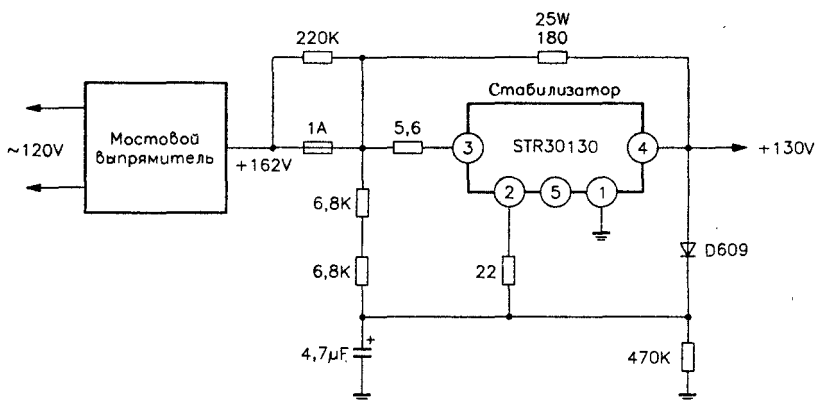 25W
180
220K
Стабилизатор
1A
5,6
3
STR30130
4
+130V
~120V
Мостовой
выпрямитель
+162V
2
5
1
6,8K
6,8K
22
D609
+
4,7µF
470K